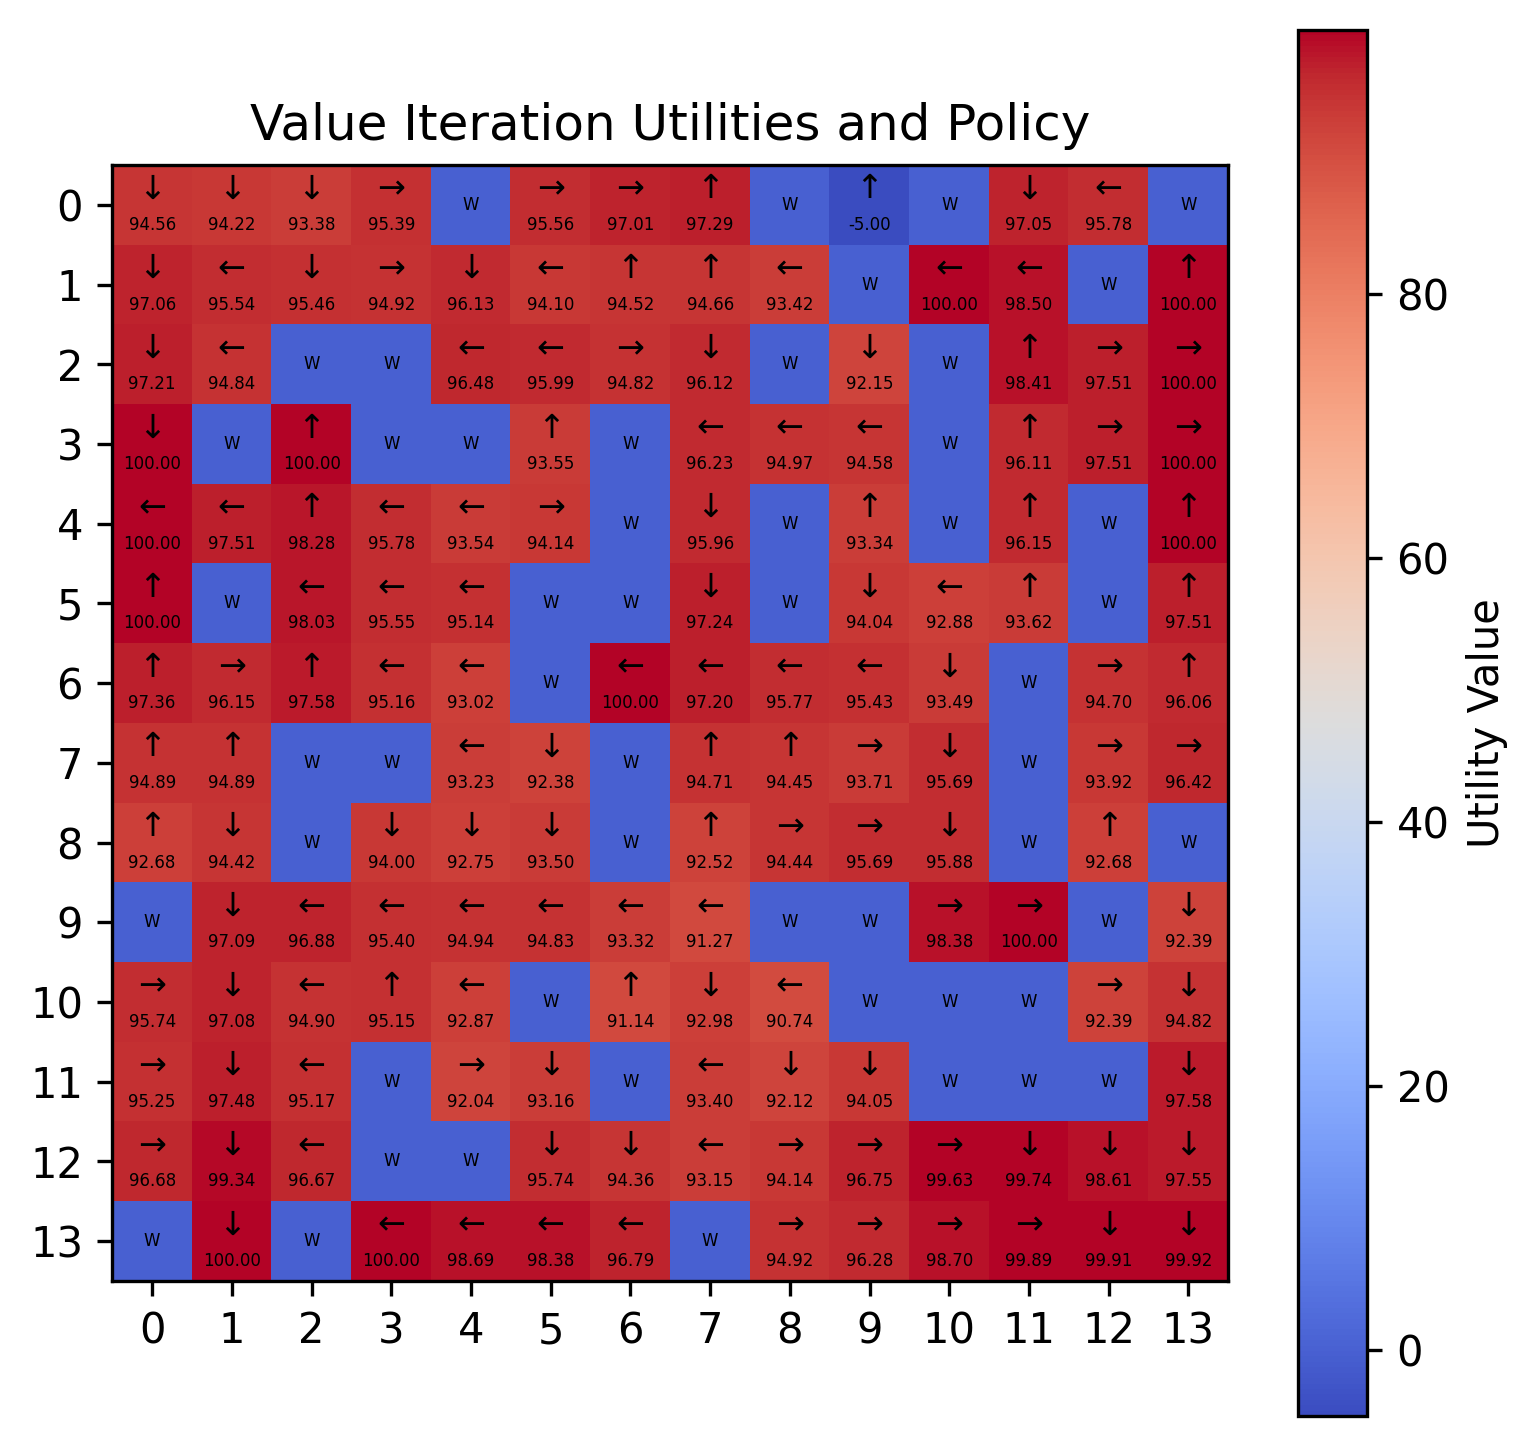 Value Iteration Utilities and Policy
0 ↓ ↓ ↓ → W → → ↑ W ↑ W ↓ ← W
94.56 94.22 93.38 95.39 95.56 97.01 97.29 -5.00 97.05 95.78
1 ↓ ← ↓ → ↓ ← ↑ ↑ ← W ← ← W ↑
97.06 95.54 95.46 94.92 96.13 94.10 94.52 94.66 93.42 100.00 98.50 100.00
2 ↓ ← W W ← ← → ↓ W ↓ W ↑ → →
97.21 94.84 96.48 95.99 94.82 96.12 92.15 98.41 97.51 100.00
3 ↓ W ↑ W W ↑ W ← ← ← W ↑ → →
100.00 100.00 93.55 96.23 94.97 94.58 96.11 97.51 100.00
4 ← ← ↑ ← ← → W ↓ W ↑ W ↑ W ↑
100.00 97.51 98.28 95.78 93.54 94.14 95.96 93.34 96.15 100.00
5 ↑ W ← ← ← W W ↓ W ↓ ← ↑ W ↑
100.00 98.03 95.55 95.14 97.24 94.04 92.88 93.62 97.51
6 ↑ → ↑ ← ← W ← ← ← ← ↓ W → ↑
97.36 96.15 97.58 95.16 93.02 100.00 97.20 95.77 95.43 93.49 94.70 96.06
7 ↑ ↑ W W ← ↓ W ↑ ↑ → ↓ W → →
94.89 94.89 93.23 92.38 94.71 94.45 93.71 95.69 93.92 96.42
8 ↑ ↓ W ↓ ↓ ↓ W ↑ → → ↓ W ↑ W
92.68 94.42 94.00 92.75 93.50 92.52 94.44 95.69 95.88 92.68
9 W ↓ ← ← ← ← ← ← W W → → W ↓
97.09 96.88 95.40 94.94 94.83 93.32 91.27 98.38 100.00 92.39
10 → ↓ ← ↑ ← W ↑ ↓ ← W W W → ↓
95.74 97.08 94.90 95.15 92.87 91.14 92.98 90.74 92.39 94.82
11 → ↓ ← W → ↓ W ← ↓ ↓ W W W ↓
95.25 97.48 95.17 92.04 93.16 93.40 92.12 94.05 97.58
12 → ↓ ← W W ↓ ↓ ← → → → ↓ ↓ ↓
96.68 99.34 96.67 95.74 94.36 93.15 94.14 96.75 99.63 99.74 98.61 97.55
13 W ↓ W ← ← ← ← W → → → → ↓ ↓
100.00 100.00 98.69 98.38 96.79 94.92 96.28 98.70 99.89 99.91 99.92
0 1 2 3 4 5 6 7 8 9 10 11 12 13
80
60
40
20
0
Utility Value